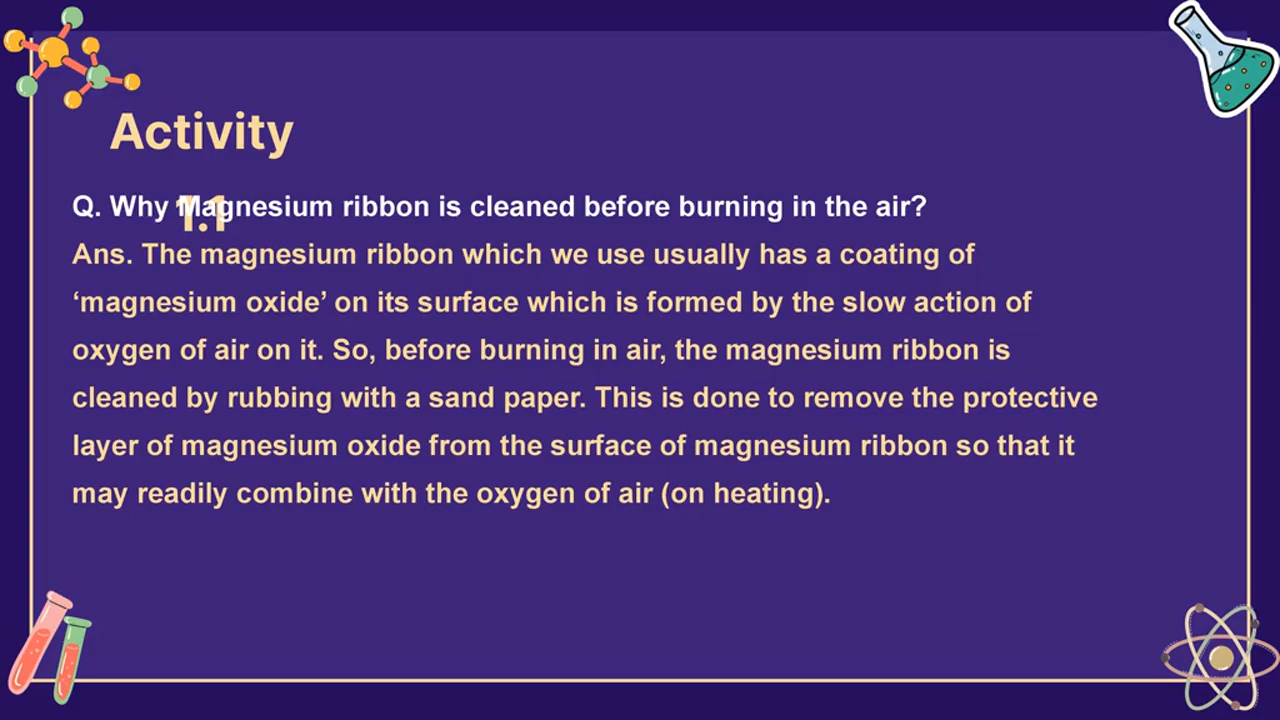 Activity
1.1
Q. Why Magnesium ribbon is cleaned before burning in the air?
Ans. The magnesium ribbon which we use usually has a coating of
‘magnesium oxide’ on its surface which is formed by the slow action of
oxygen of air on it. So, before burning in air, the magnesium ribbon is
cleaned by rubbing with a sand paper. This is done to remove the protective
layer of magnesium oxide from the surface of magnesium ribbon so that it
may readily combine with the oxygen of air (on heating).